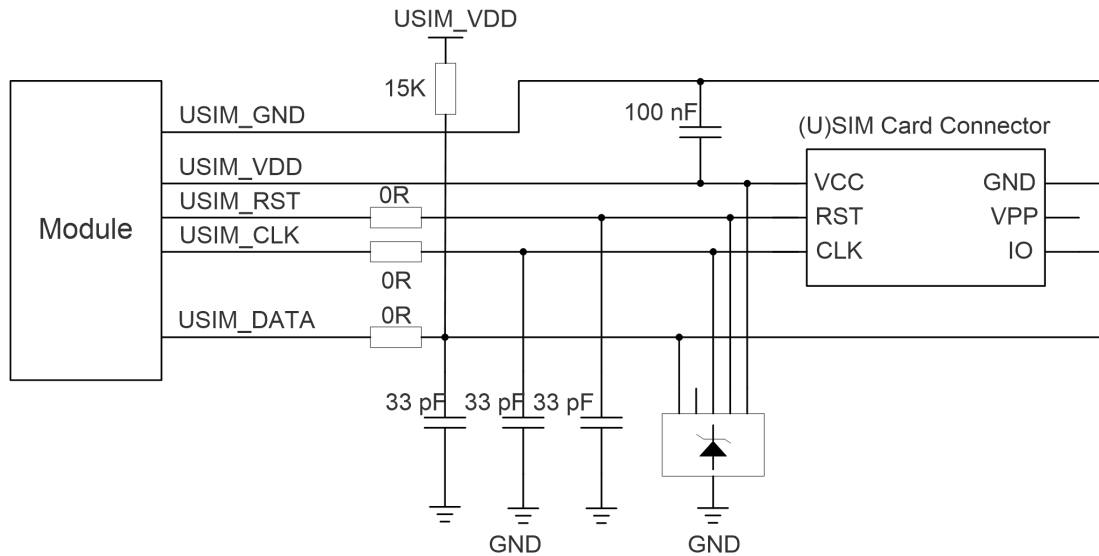 USIM_VDD
15K
USIM_GND
100 nF
(U)SIM Card Connector
USIM_VDD
VCC
GND
USIM_RST
0R
RST
VPP
Module
USIM_CLK
0R
CLK
IO
USIM_DATA
0R
33 pF
33 pF
33 pF
GND
GND